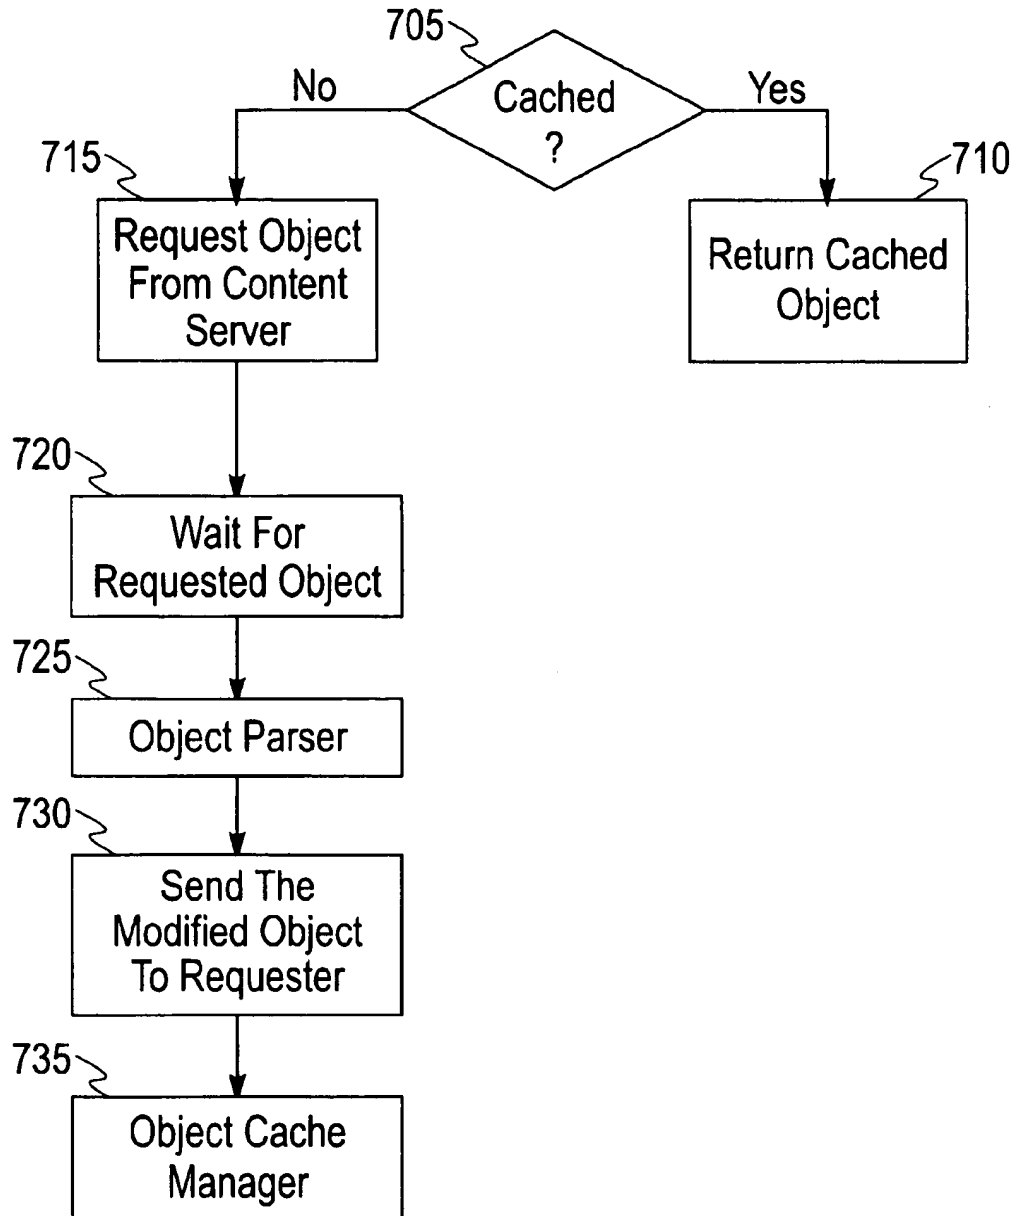 705
No
Cached
?
Yes
715
710
Request Object
From Content
Server
Return Cached
Object
720
Wait For
Requested Object
725
Object Parser
730
Send The
Modified Object
To Requester
735
Object Cache
Manager